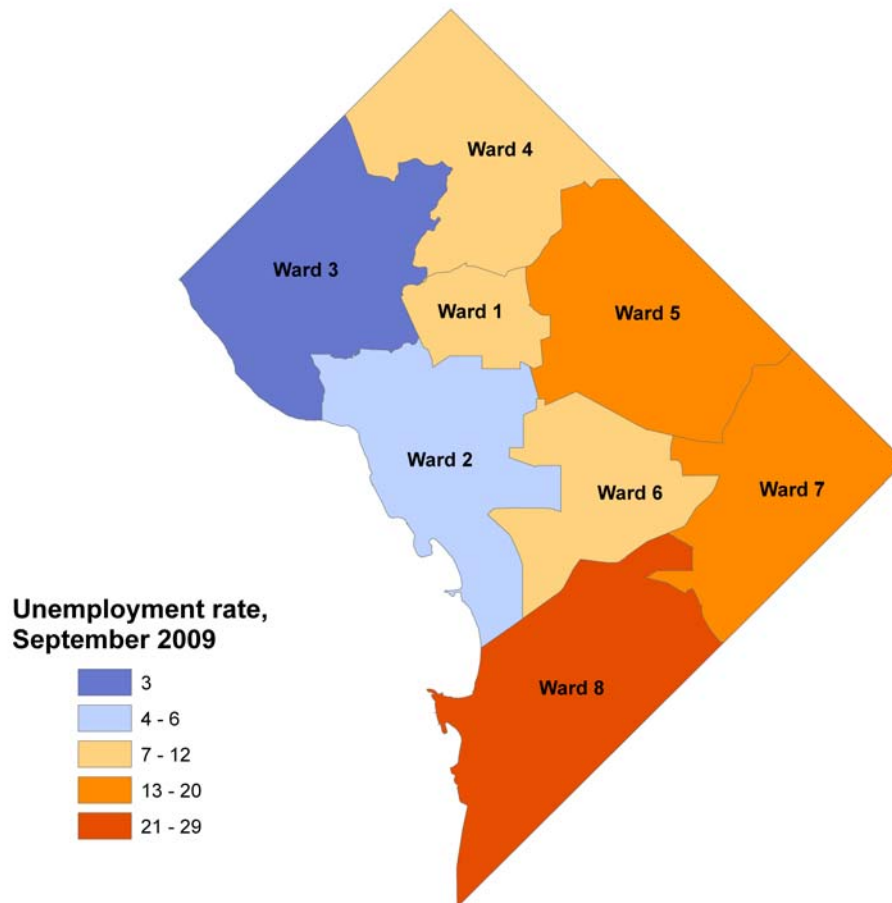 Ward 4
Ward 3
Ward 1
Ward 5
Ward 2
Ward 6
Ward 7
Ward 8
Unemployment rate,
September 2009
3
4 - 6
7 - 12
13 - 20
21 - 29